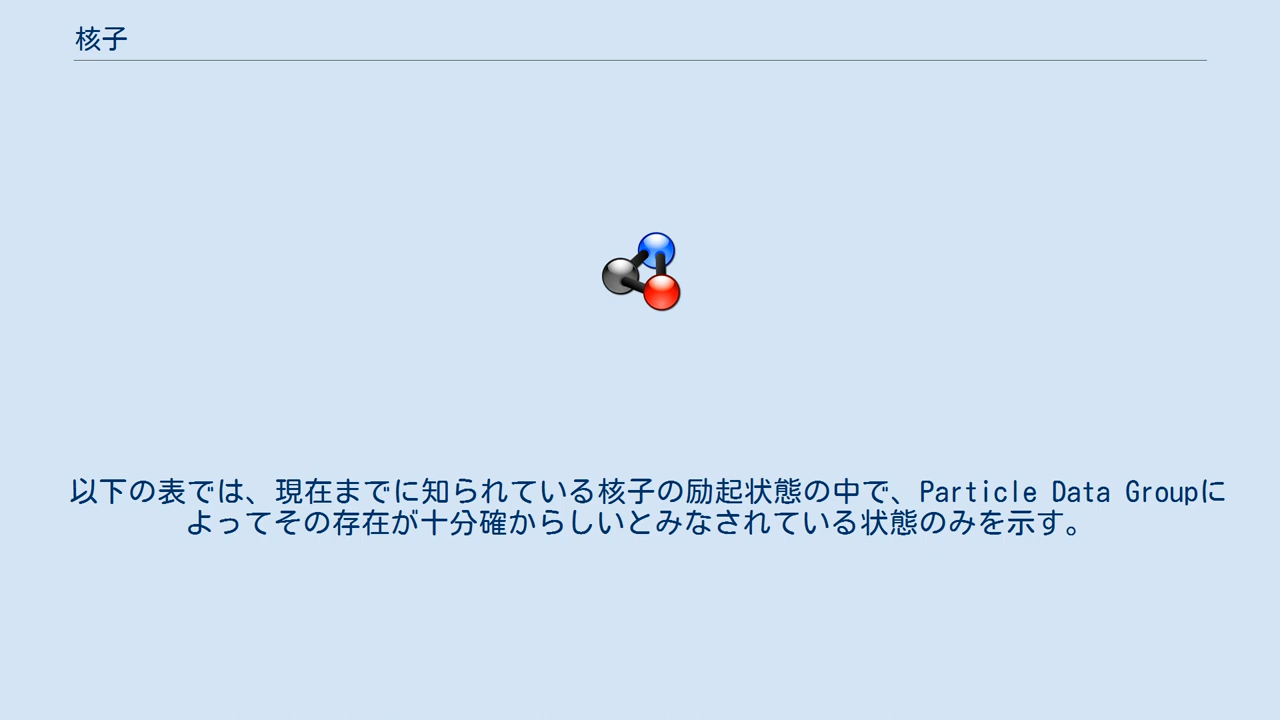 核子
以下の表では、現在までに知られている核子の励起状態の中で、Particle Data Groupに
よってその存在が十分確からしいとみなされている状態のみを示す。